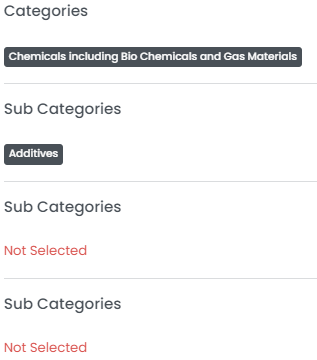 Categories
Chemicals including Bio Chemicals and Gas Materials
Sub Categories
Additives
Sub Categories
Not Selected
Sub Categories
Not Selected